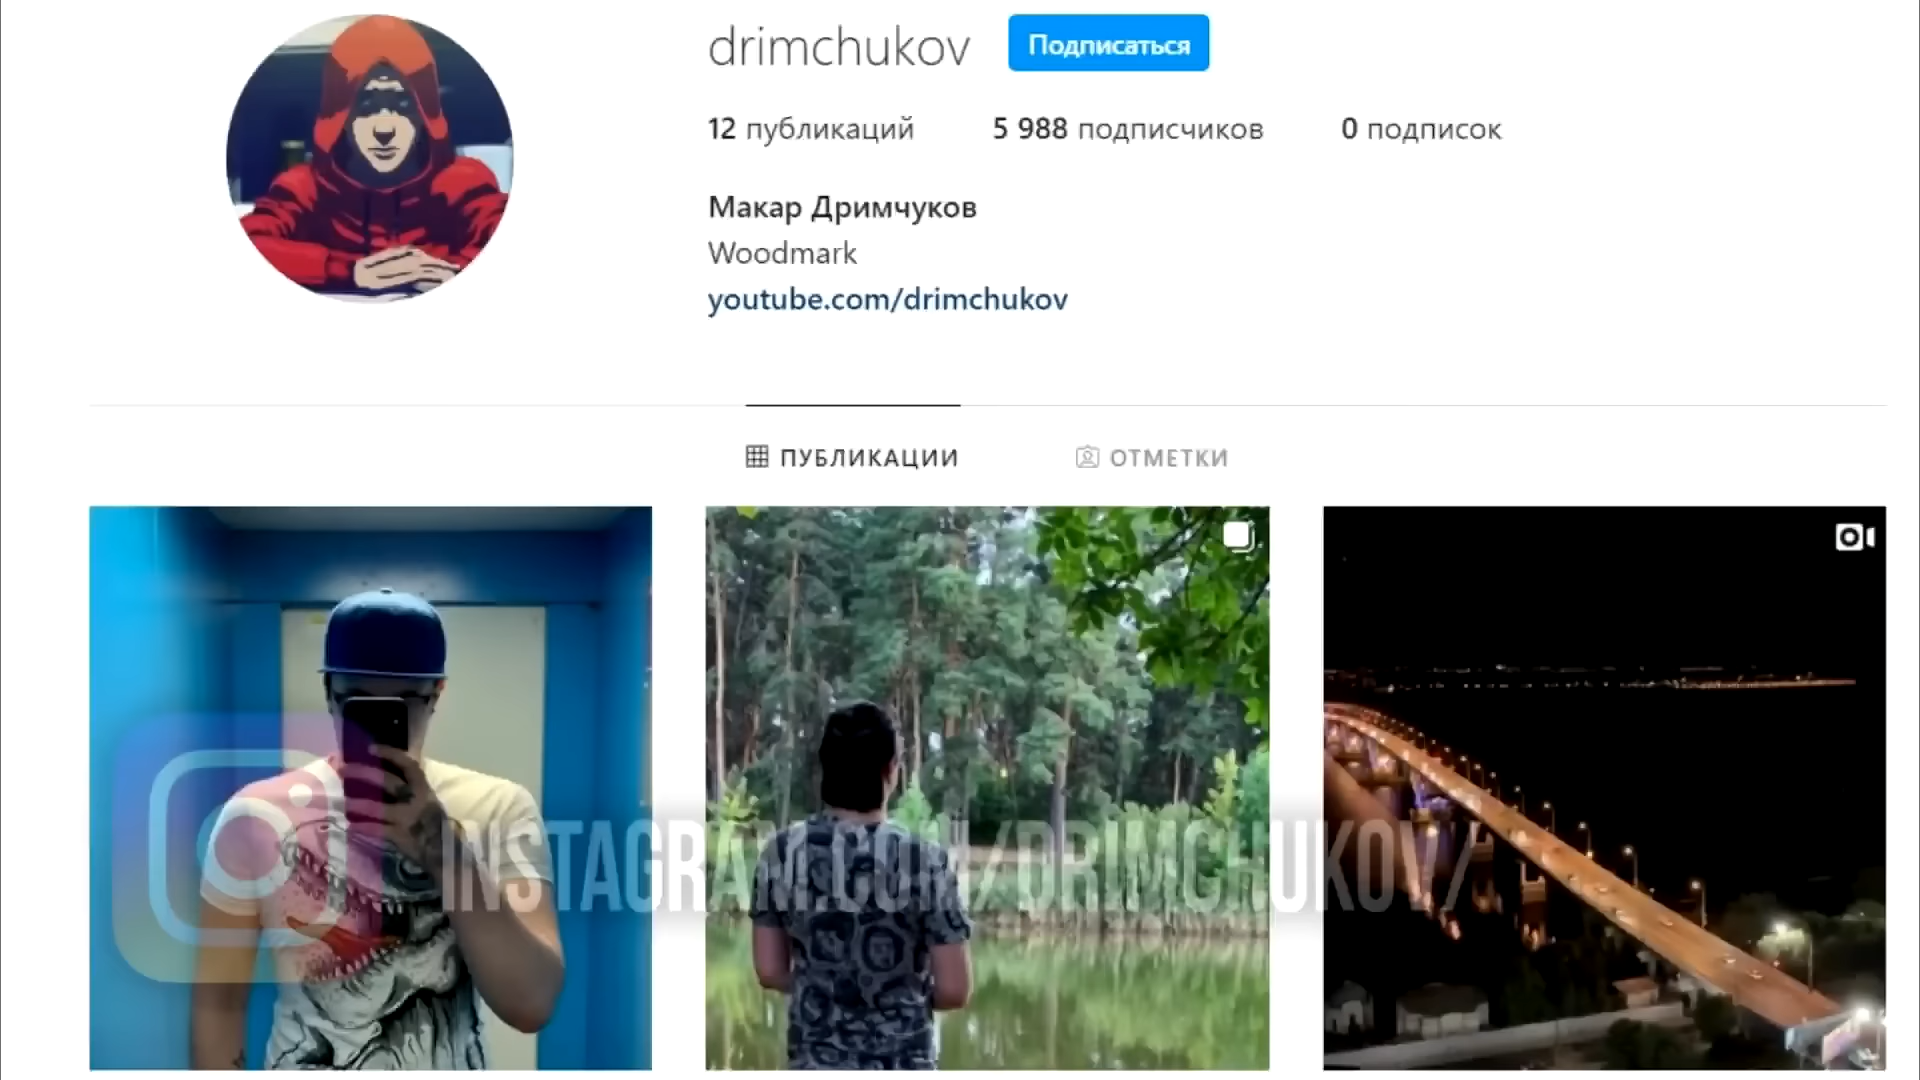 drimchukov Подписаться
12 публикаций 5 988 подписчиков 0 подписок
Макар Дримчуков
Woodmark
youtube.com/drimchukov
ПУБЛИКАЦИИ ОТМЕТКИ
INSTAGRAM.COM/DRIMCHUKOV/